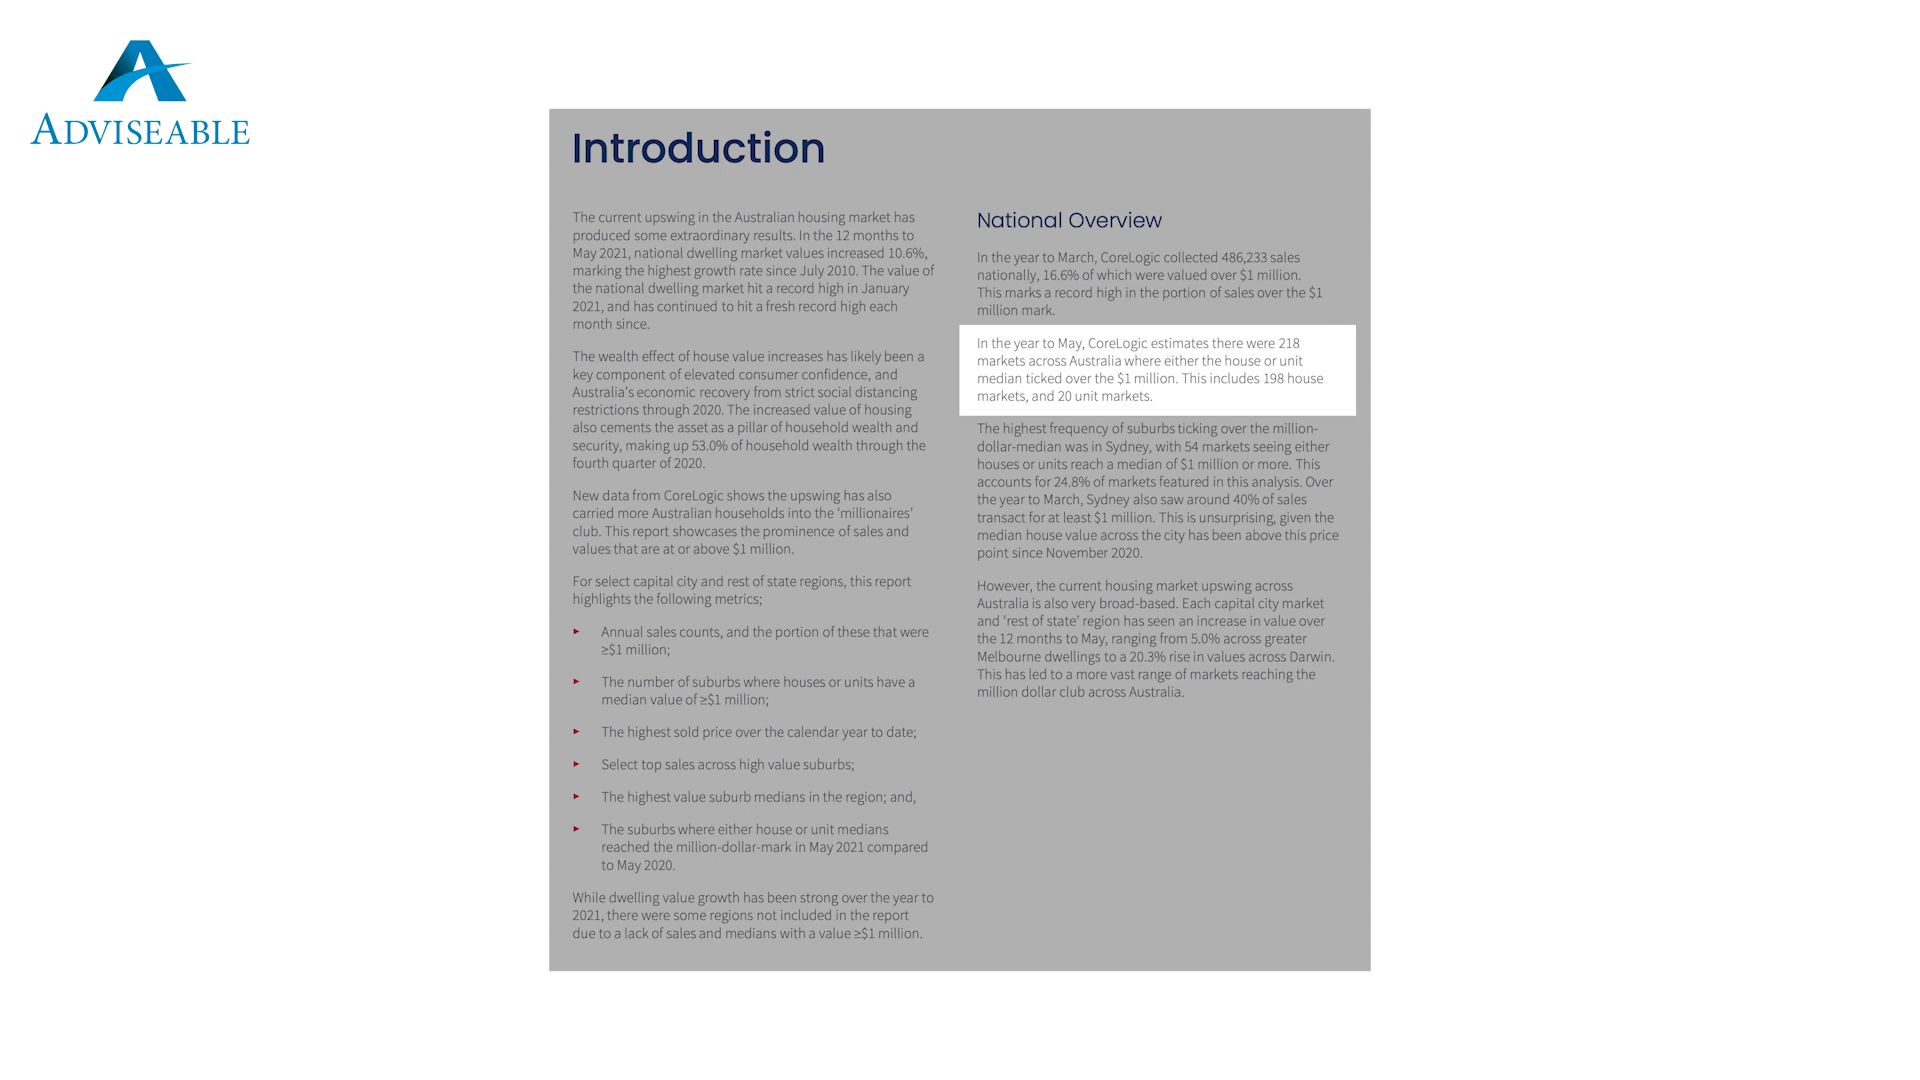 ADVISEABLE
Introduction
The current upswing in the Australian housing market has
produced some extraordinary results. In the 12 months to
May 2021, national dwelling market values increased 10.6%,
marking the highest growth rate since July 2010. The value of
the national dwelling market hit a record high in January
2021, and has continued to hit a fresh record high each
month since.
The wealth effect of house value increases has likely been a
key component of elevated consumer confidence, and
Australia’s economic recovery from strict social distancing
restrictions through 2020. The increased value of housing
also cements the asset as a pillar of household wealth and
security, making up 53.0% of household wealth through the
fourth quarter of 2020.
New data from CoreLogic shows the upswing has also
carried more Australian households into the ‘millionaires’
club. This report showcases the prominence of sales and
values that are at or above $1 million.
For select capital city and rest of state regions, this report
highlights the following metrics;
▸ Annual sales counts, and the portion of these that were
≥$1 million;
▸ The number of suburbs where houses or units have a
median value of ≥$1 million;
▸ The highest sold price over the calendar year to date;
▸ Select top sales across high value suburbs;
▸ The highest value suburb medians in the region; and,
▸ The suburbs where either house or unit medians
reached the million-dollar-mark in May 2021 compared
to May 2020.
While dwelling value growth has been strong over the year to
2021, there were some regions not included in the report
due to a lack of sales and medians with a value ≥$1 million.
National Overview
In the year to March, CoreLogic collected 486,233 sales
nationally, 16.6% of which were valued over $1 million.
This marks a record high in the portion of sales over the $1
million mark.
In the year to May, CoreLogic estimates there were 218
markets across Australia where either the house or unit
median ticked over the $1 million. This includes 198 house
markets, and 20 unit markets.
The highest frequency of suburbs ticking over the million-
dollar-median was in Sydney, with 54 markets seeing either
houses or units reach a median of $1 million or more. This
accounts for 24.8% of markets featured in this analysis. Over
the year to March, Sydney also saw around 40% of sales
transact for at least $1 million. This is unsurprising, given the
median house value across the city has been above this price
point since November 2020.
However, the current housing market upswing across
Australia is also very broad-based. Each capital city market
and ‘rest of state’ region has seen an increase in value over
the 12 months to May, ranging from 5.0% across greater
Melbourne dwellings to a 20.3% rise in values across Darwin.
This has led to a more vast range of markets reaching the
million dollar club across Australia.